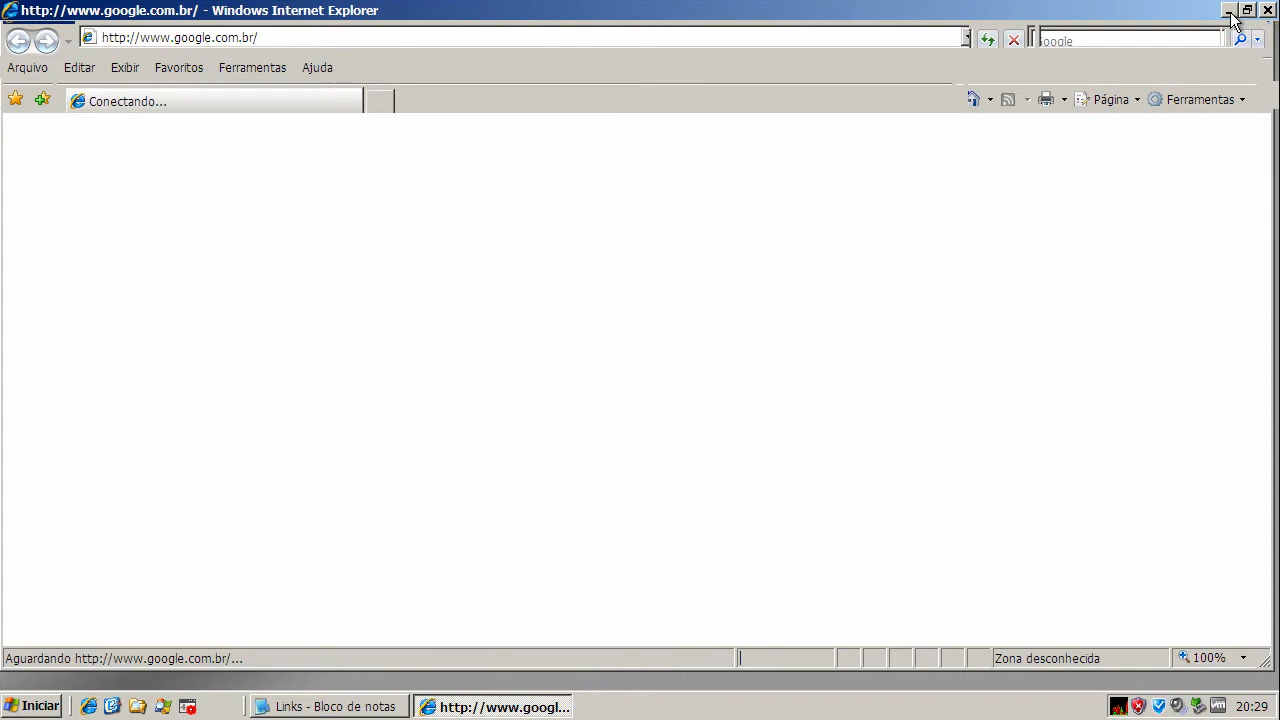 http://www.google.com.br/ - Windows Internet Explorer
http://www.google.com.br/
Google
Arquivo Editar Exibir Favoritos Ferramentas Ajuda
Conectando...
Página Ferramentas
Aguardando http://www.google.com.br/...
Zona desconhecida
100%
Iniciar
Links - Bloco de notas
http://www.googl...
20:29